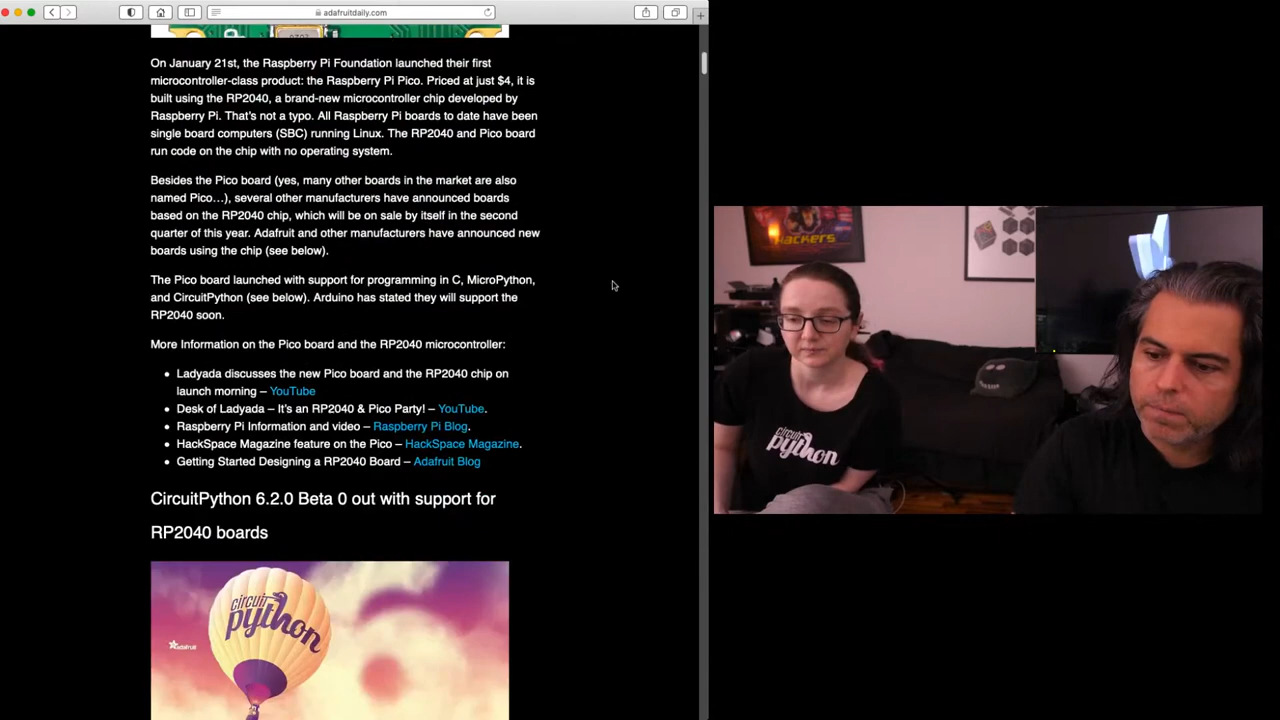 adafruitdaily.com
On January 21st, the Raspberry Pi Foundation launched their first
microcontroller-class product: the Raspberry Pi Pico. Priced at just $4, it is
built using the RP2040, a brand-new microcontroller chip developed by
Raspberry Pi. That's not a typo. All Raspberry Pi boards to date have been
single board computers (SBC) running Linux. The RP2040 and Pico board
run code on the chip with no operating system.
Besides the Pico board (yes, many other boards in the market are also
named Pico…), several other manufacturers have announced boards
based on the RP2040 chip, which will be on sale by itself in the second
quarter of this year. Adafruit and other manufacturers have announced new
boards using the chip (see below).
The Pico board launched with support for programming in C, MicroPython,
and CircuitPython (see below). Arduino has stated they will support the
RP2040 soon.
More Information on the Pico board and the RP2040 microcontroller:
• Ladyada discusses the new Pico board and the RP2040 chip on
launch morning – YouTube
• Desk of Ladyada – It's an RP2040 & Pico Party! – YouTube.
• Raspberry Pi Information and video – Raspberry Pi Blog.
• HackSpace Magazine feature on the Pico – HackSpace Magazine.
• Getting Started Designing a RP2040 Board – Adafruit Blog
CircuitPython 6.2.0 Beta 0 out with support for
RP2040 boards
circuit
python
adafruit
HACKERS
circuit
python